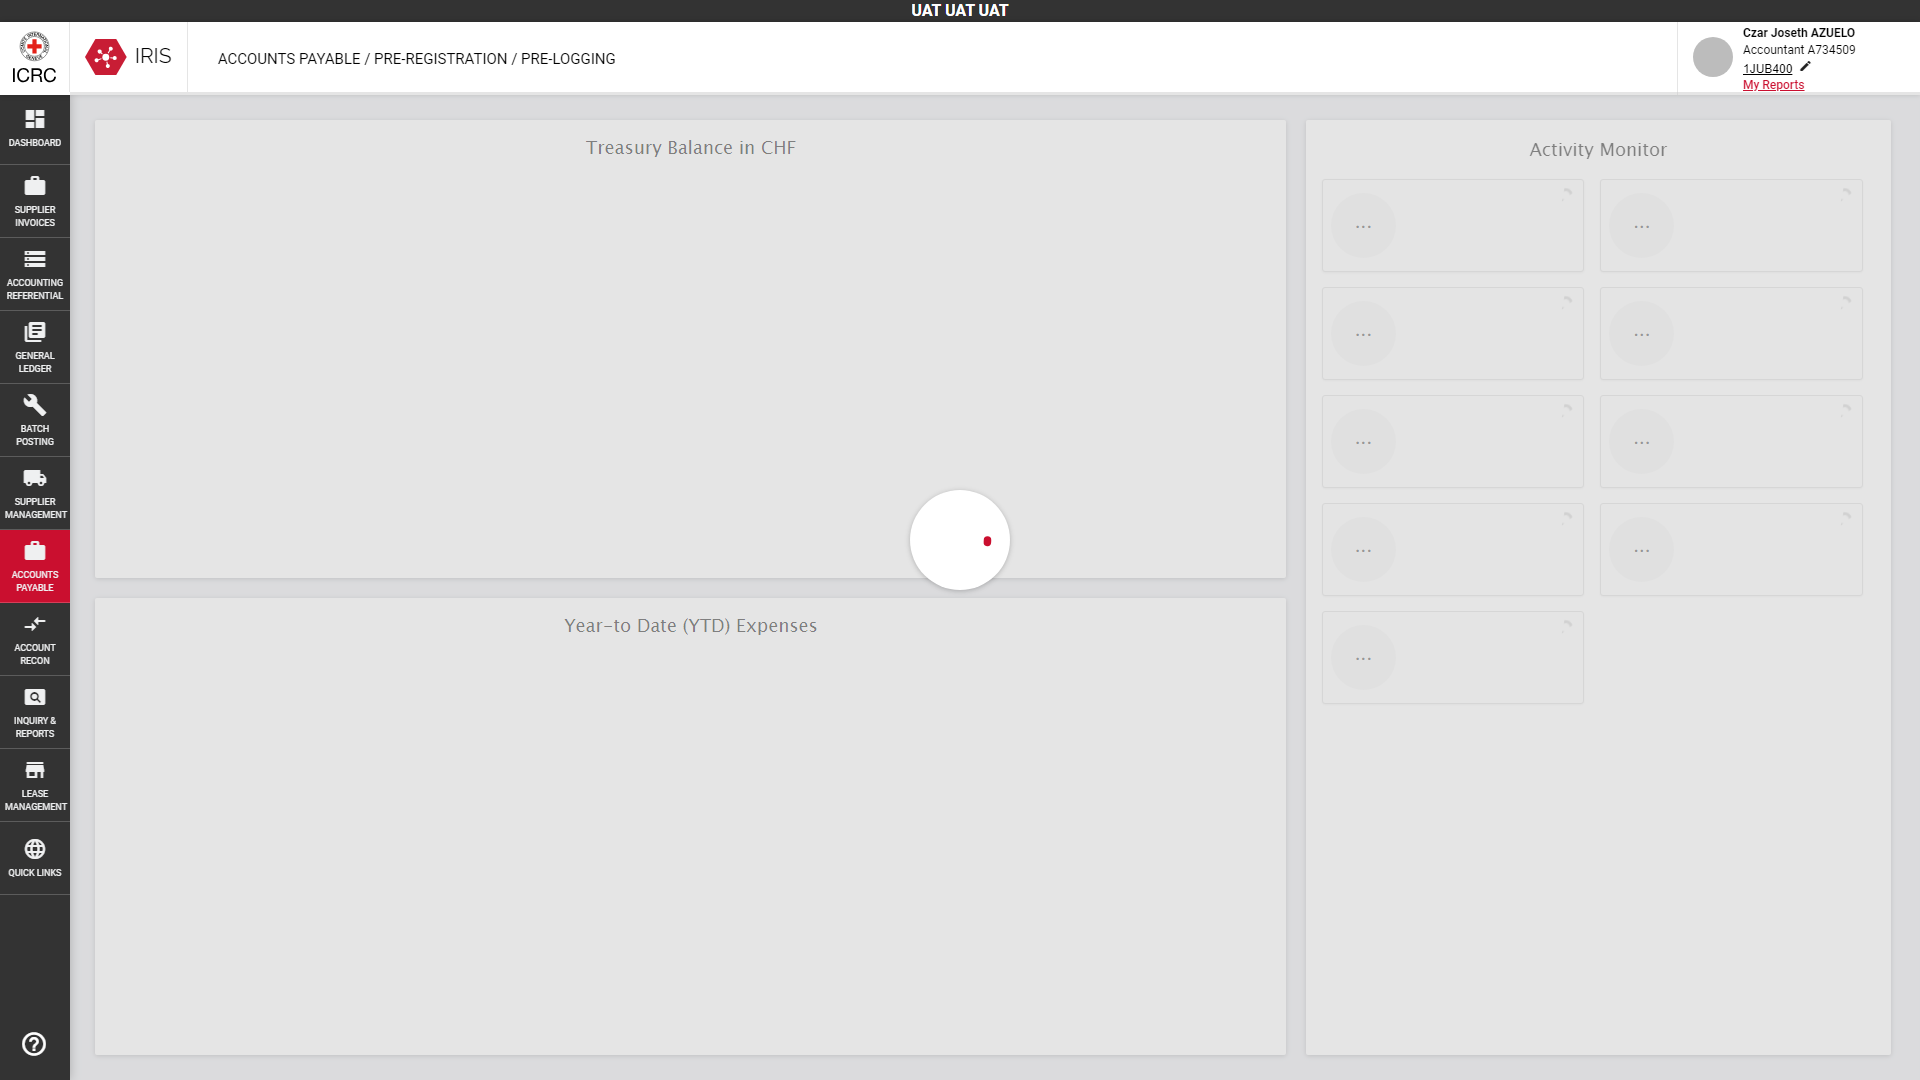 UAT UAT UAT
ICRC
IRIS
ACCOUNTS PAYABLE / PRE-REGISTRATION / PRE-LOGGING
Czar Joseth AZUELO
Accountant A734509
1JUB400
My Reports
DASHBOARD
SUPPLIER
INVOICES
ACCOUNTING
REFERENTIAL
GENERAL
LEDGER
BATCH
POSTING
SUPPLIER
MANAGEMENT
ACCOUNTS
PAYABLE
ACCOUNT
RECON
INQUIRY &
REPORTS
LEASE
MANAGEMENT
QUICK LINKS
Treasury Balance in CHF
Year-to Date (YTD) Expenses
Activity Monitor
... ...
... ...
... ...
... ...
...